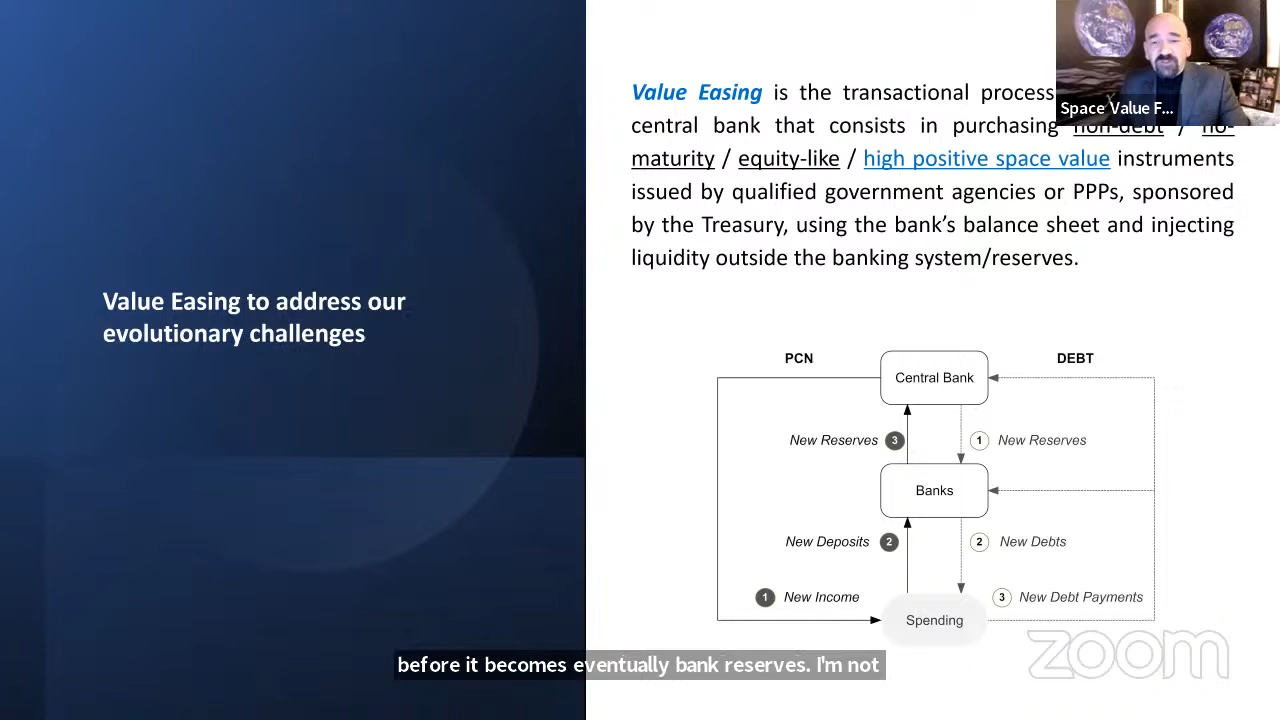 Value Easing to address our
evolutionary challenges
Value Easing is the transactional process
central bank that consists in purchasing non-debt / no-
maturity / equity-like / high positive space value instruments
issued by qualified government agencies or PPPs, sponsored
by the Treasury, using the bank's balance sheet and injecting
liquidity outside the banking system/reserves.
Space Value F...
PCN
Central Bank
DEBT
New Reserves 3
1 New Reserves
Banks
New Deposits 2
2 New Debts
1 New Income
3 New Debt Payments
Spending
before it becomes eventually bank reserves. I'm not
zoom